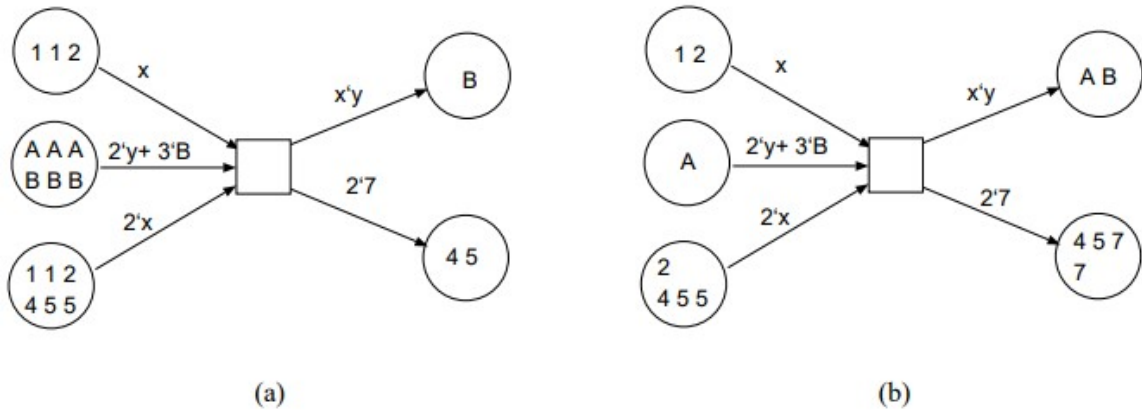 1 1 2
x
x‘y
B
A A A
B B B
2‘y+ 3‘B
2‘x
2‘7
1 1 2
4 5 5
4 5
(a)
1 2
x
x‘y
A B
A
2‘y+ 3‘B
2‘x
2‘7
2
4 5 5
4 5 7
7
(b)